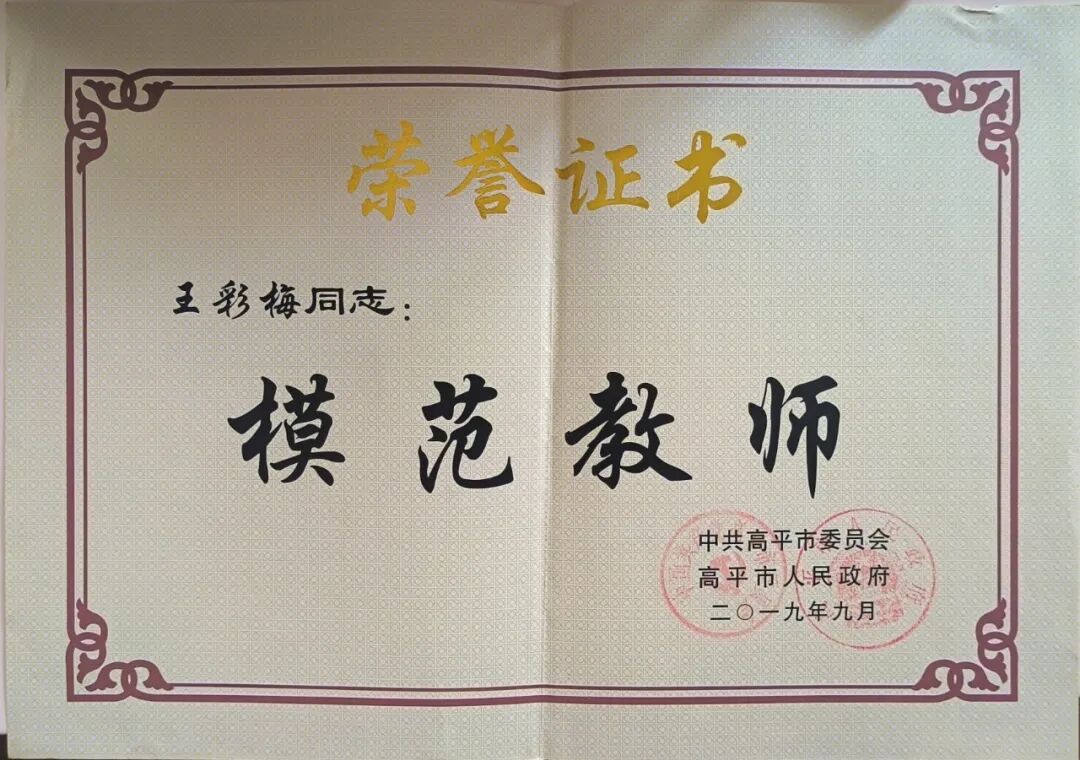 荣誉证书
王彩梅同志：
模范教师
中共高平市委员会
高平市人民政府
二〇一九年九月